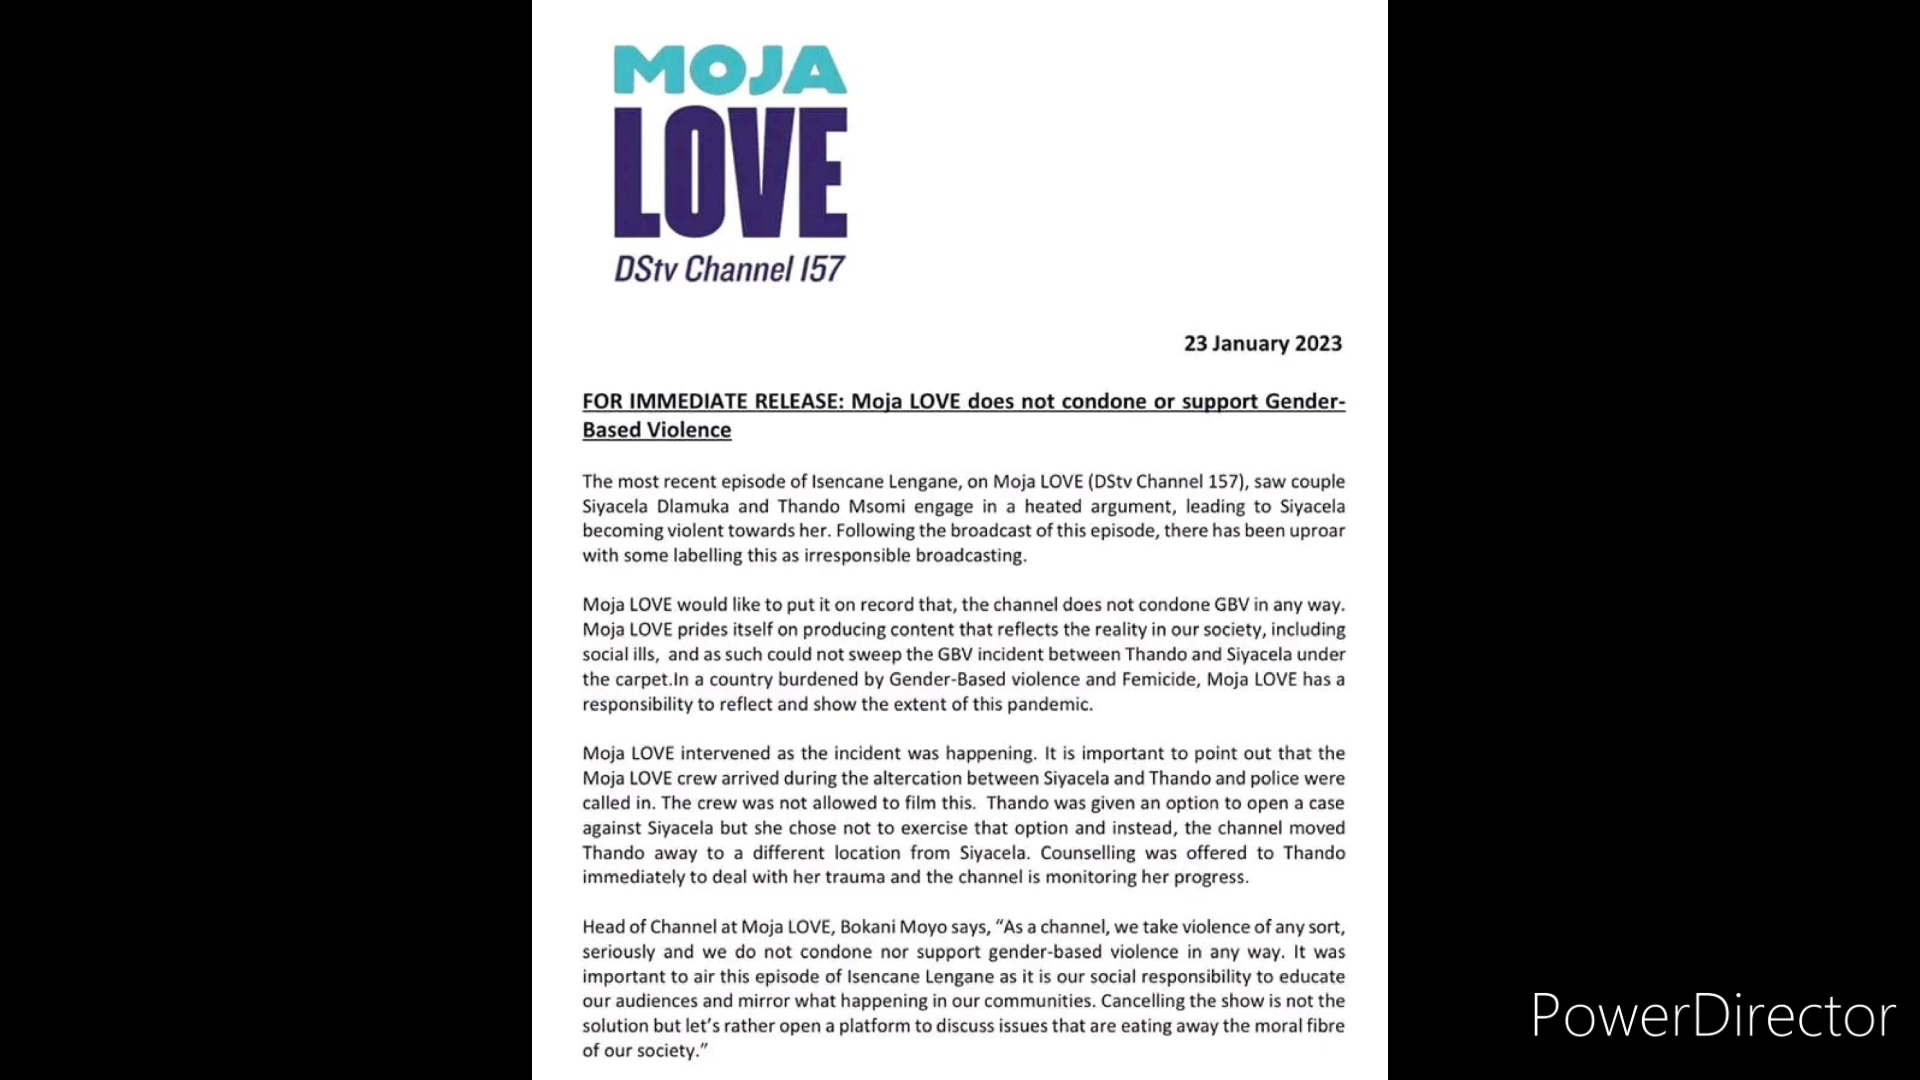 MOJA
LOVE
DStv Channel 157
23 January 2023
FOR IMMEDIATE RELEASE: Moja LOVE does not condone or support Gender-
Based Violence
The most recent episode of Isencane Lengane, on Moja LOVE (DStv Channel 157), saw couple
Siyacela Dlamuka and Thando Msomi engage in a heated argument, leading to Siyacela
becoming violent towards her. Following the broadcast of this episode, there has been uproar
with some labelling this as irresponsible broadcasting.
Moja LOVE would like to put it on record that, the channel does not condone GBV in any way.
Moja LOVE prides itself on producing content that reflects the reality in our society, including
social ills, and as such could not sweep the GBV incident between Thando and Siyacela under
the carpet.In a country burdened by Gender-Based violence and Femicide, Moja LOVE has a
responsibility to reflect and show the extent of this pandemic.
Moja LOVE intervened as the incident was happening. It is important to point out that the
Moja LOVE crew arrived during the altercation between Siyacela and Thando and police were
called in. The crew was not allowed to film this. Thando was given an option to open a case
against Siyacela but she chose not to exercise that option and instead, the channel moved
Thando away to a different location from Siyacela. Counselling was offered to Thando
immediately to deal with her trauma and the channel is monitoring her progress.
Head of Channel at Moja LOVE, Bokani Moyo says, “As a channel, we take violence of any sort,
seriously and we do not condone nor support gender-based violence in any way. It was
important to air this episode of Isencane Lengane as it is our social responsibility to educate
our audiences and mirror what happening in our communities. Cancelling the show is not the
solution but let’s rather open a platform to discuss issues that are eating away the moral fibre
of our society.”
PowerDirector